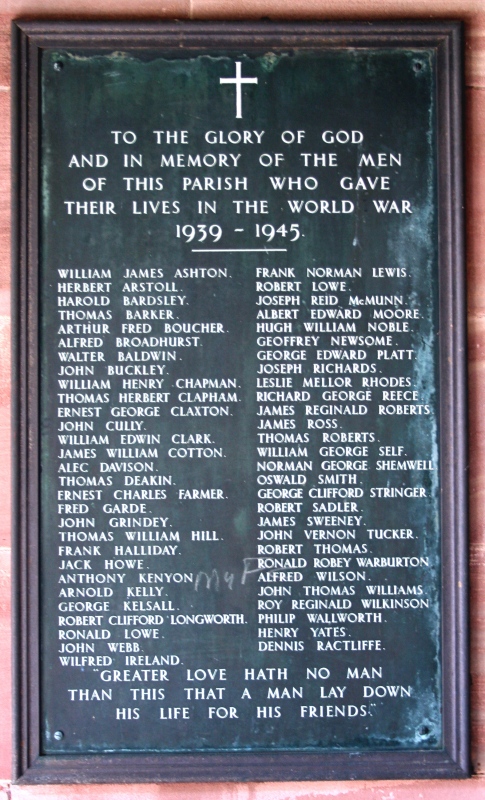 TO THE GLORY OF GOD
AND IN MEMORY OF THE MEN
OF THIS PARISH WHO GAVE
THEIR LIVES IN THE WORLD WAR
1939 ~ 1945.
WILLIAM JAMES ASHTON.
HERBERT ARSTOLL.
HAROLD BARDSLEY.
THOMAS BARKER.
ARTHUR FRED BOUCHER.
ALFRED BROADHURST.
WALTER BALDWIN.
JOHN BUCKLEY.
WILLIAM HENRY CHAPMAN.
THOMAS HERBERT CLAPHAM.
ERNEST GEORGE CLAXTON.
JOHN CULLY.
WILLIAM EDWIN CLARK.
JAMES WILLIAM COTTON.
ALEC DAVISON.
THOMAS DEAKIN.
ERNEST CHARLES FARMER.
FRED GARDE.
JOHN GRINDEY.
THOMAS WILLIAM HILL.
FRANK HALLIDAY.
JACK HOWE.
ANTHONY KENYON
ARNOLD KELLY.
GEORGE KELSALL.
ROBERT CLIFFORD LONGWORTH.
RONALD LOWE.
JOHN WEBB.
WILFRED IRELAND.
FRANK NORMAN LEWIS.
ROBERT LOWE.
JOSEPH REID McMUNN.
ALBERT EDWARD MOORE.
HUGH WILLIAM NOBLE.
GEOFFREY NEWSOME.
GEORGE EDWARD PLATT.
JOSEPH RICHARDS.
LESLIE MELLOR RHODES.
RICHARD GEORGE REECE.
JAMES REGINALD ROBERTS.
JAMES ROSS.
THOMAS ROBERTS.
WILLIAM GEORGE SELF.
NORMAN GEORGE SHEMWELL
OSWALD SMITH.
GEORGE CLIFFORD STRINGER.
ROBERT SADLER.
JAMES SWEENEY.
JOHN VERNON TUCKER.
ROBERT THOMAS.
RONALD ROBEY WARBURTON
ALFRED WILSON.
JOHN THOMAS WILLIAMS.
ROY REGINALD WILKINSON
PHILIP WALLWORTH.
HENRY YATES.
DENNIS RACTLIFFE.
"GREATER LOVE HATH NO MAN
THAN THIS THAT A MAN LAY DOWN
HIS LIFE FOR HIS FRIENDS."